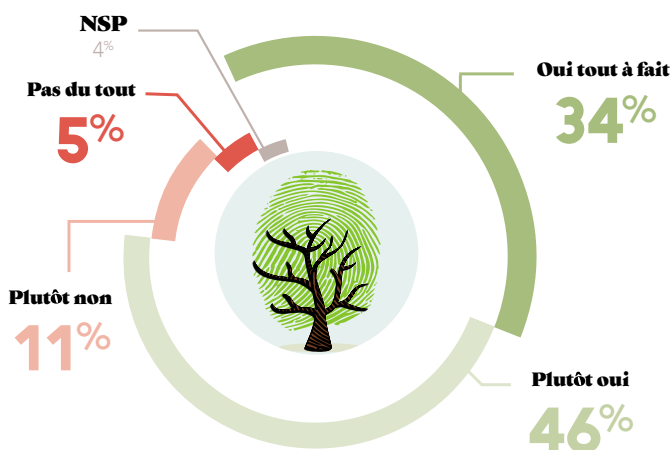 NSP
4%
Pas du tout
5%
Plutôt non
11%
Oui tout à fait
34%
Plutôt oui
46%